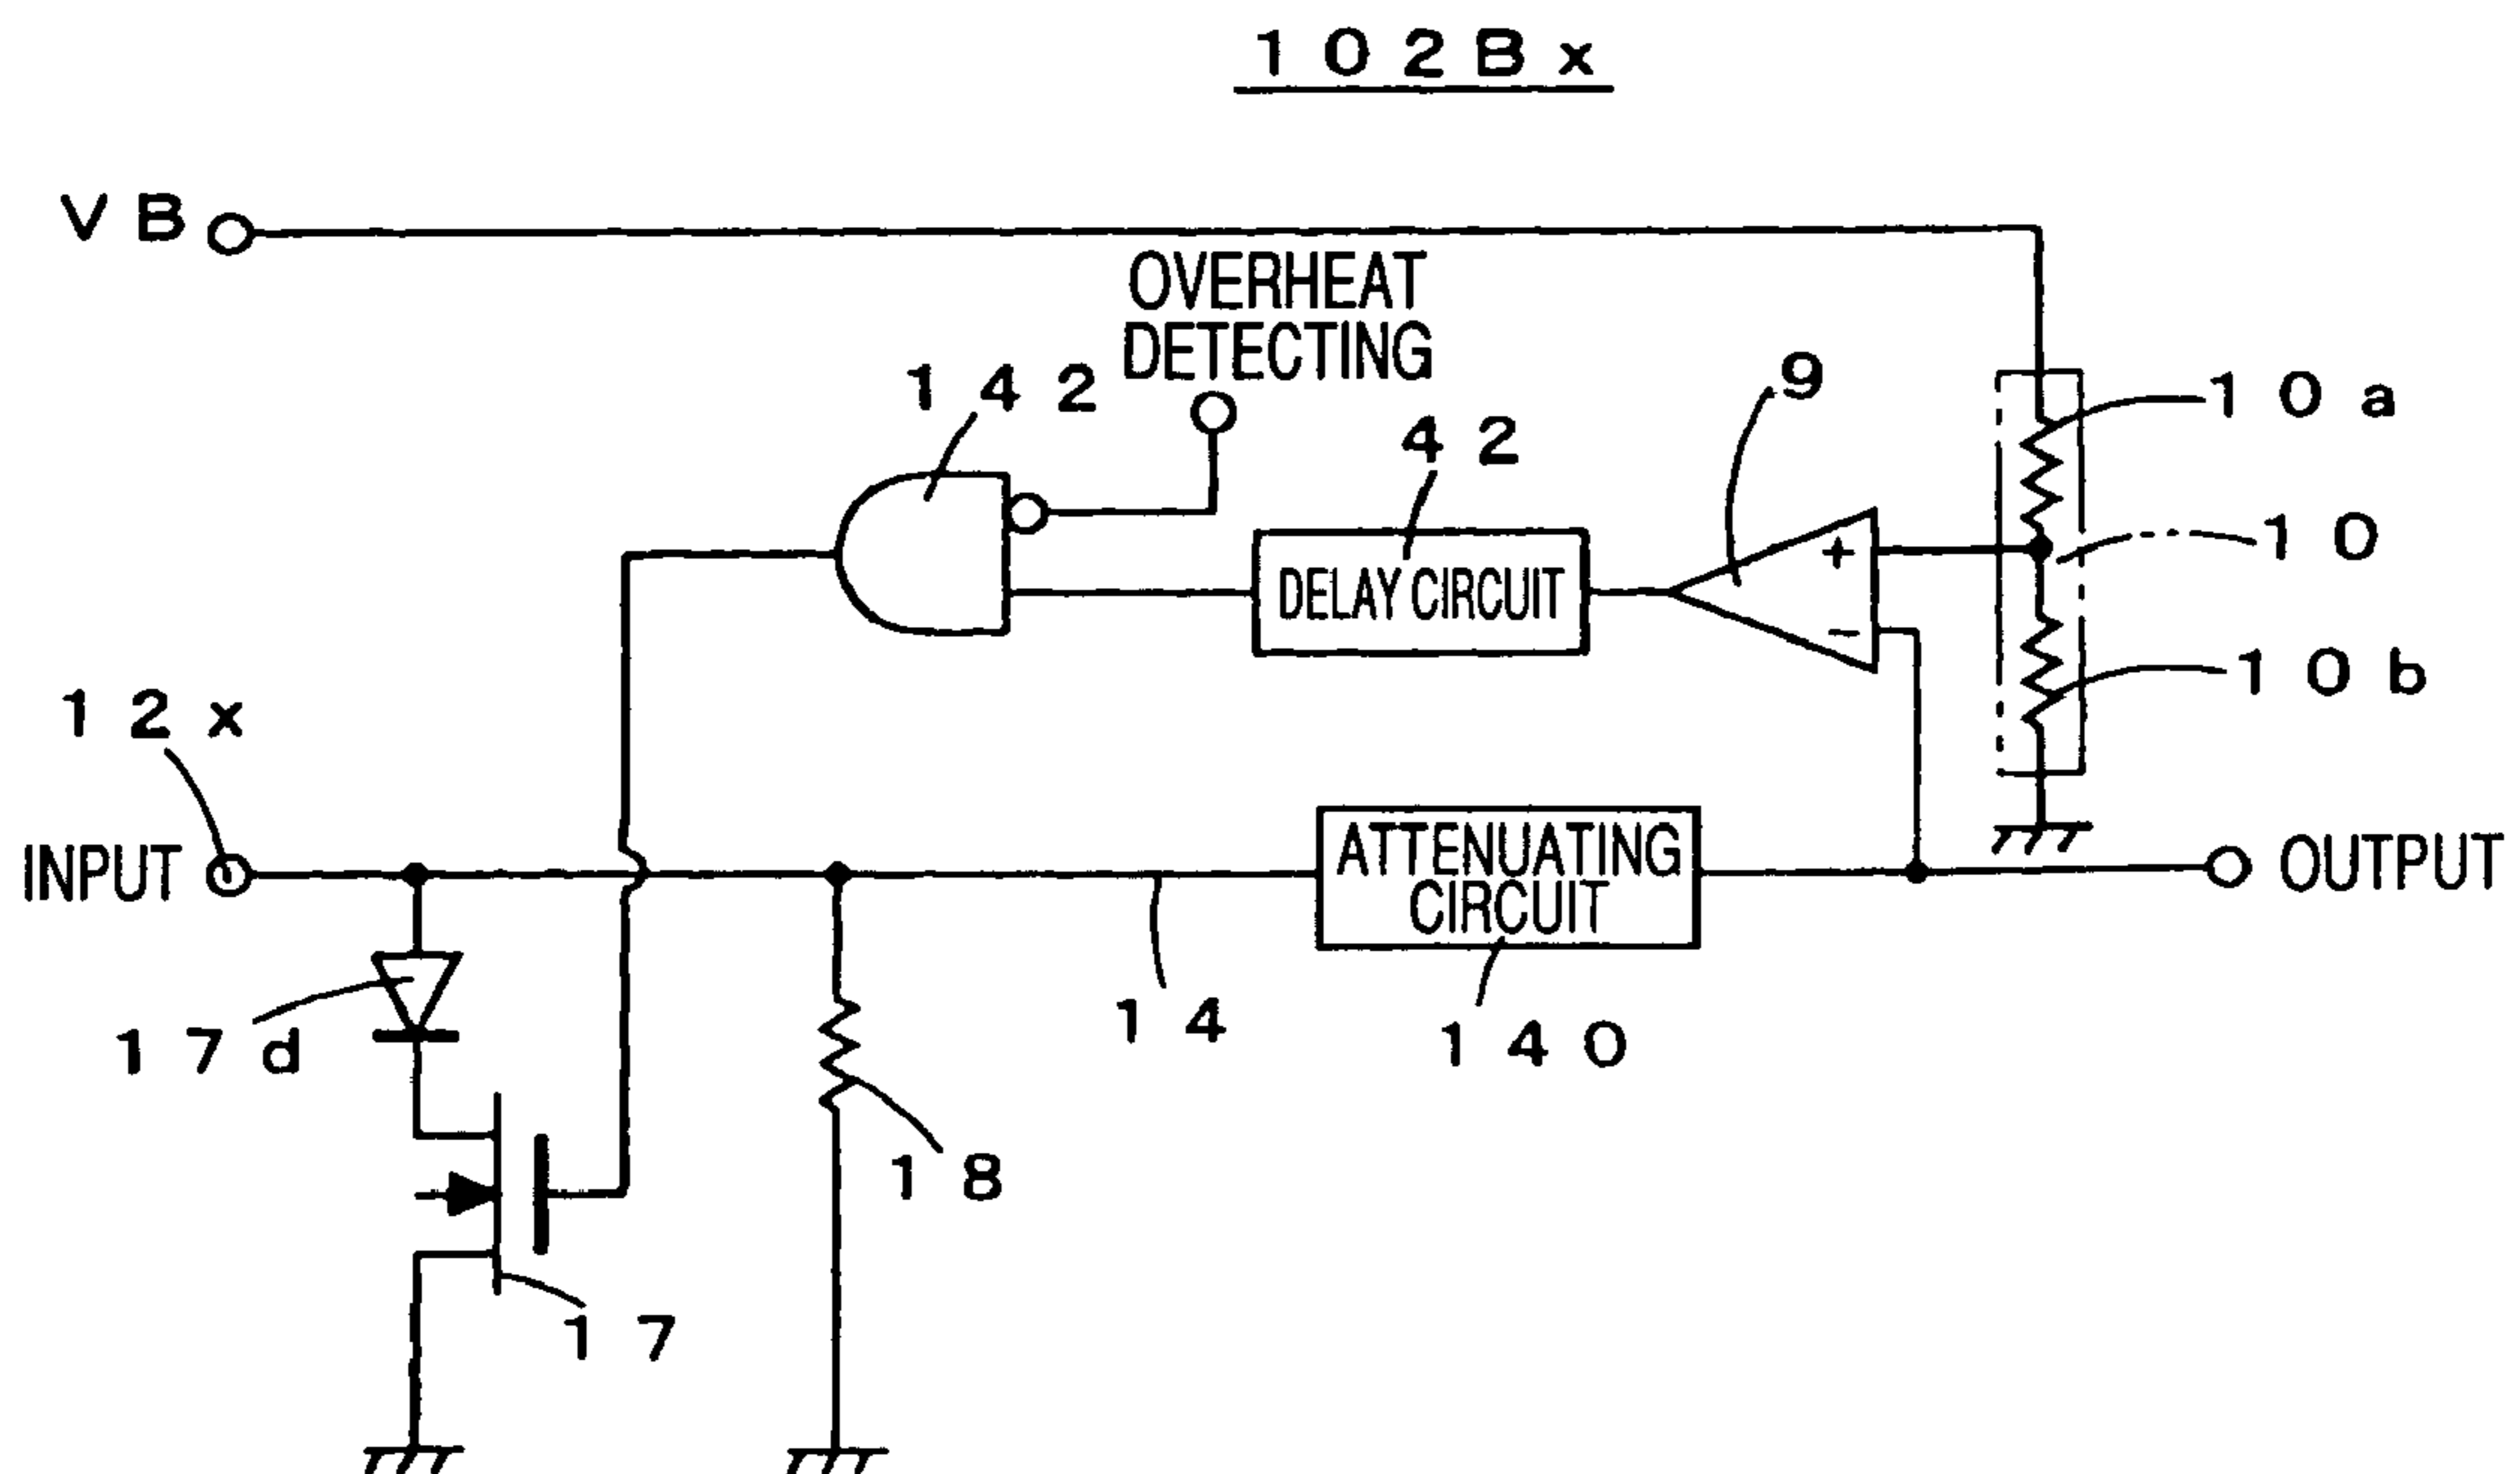 102Bx
VB
OVERHEAT
DETECTING
142
42
9
10a
10
10b
+
−
DELAY CIRCUIT
12x
INPUT
ATTENUATING
CIRCUIT
OUTPUT
17d
14
140
18
17